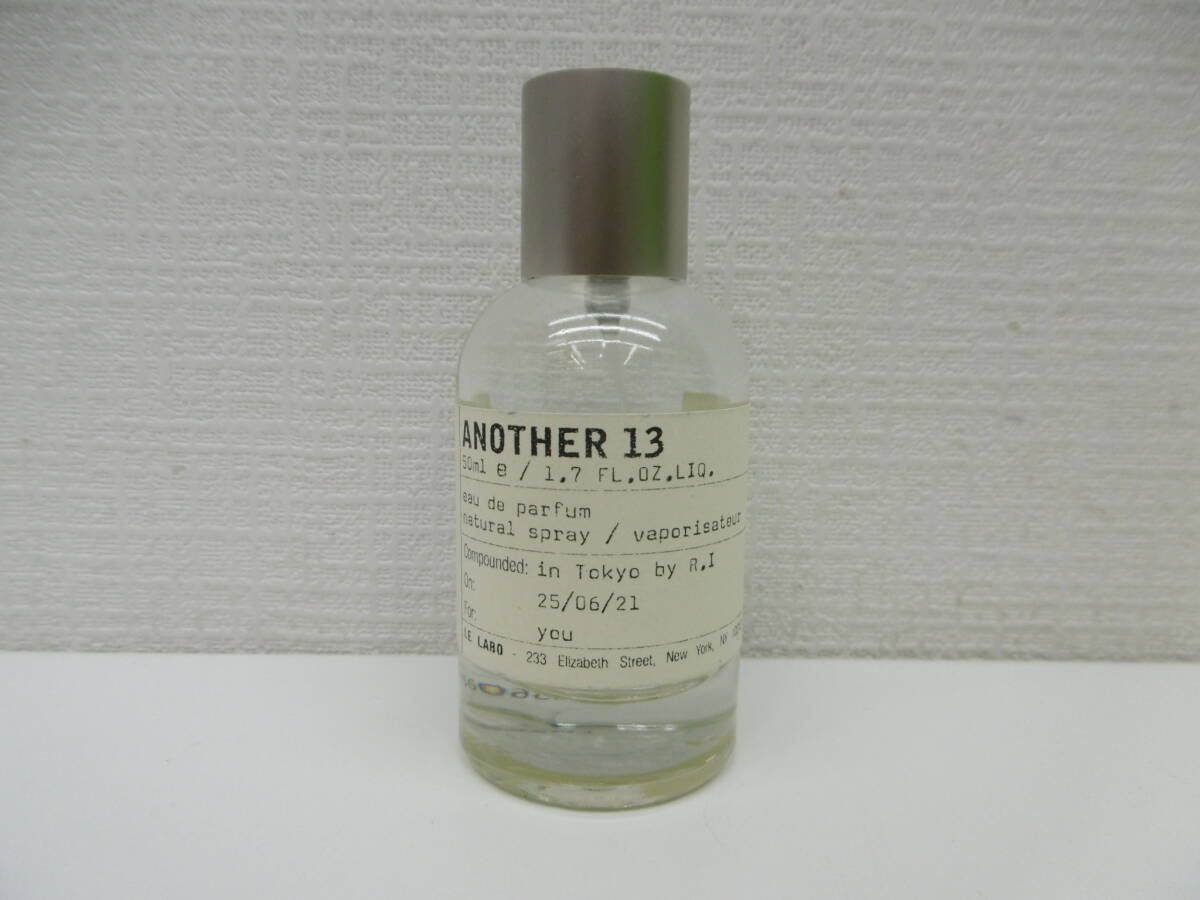 ANOTHER 13
50ml e / 1.7 FL.OZ.LIQ.
eau de parfum
natural spray / vaporisateur
Compounded: in Tokyo by R.I
On: 25/06/21
For: you
LE LABO - 233 Elizabeth Street, New York, NY